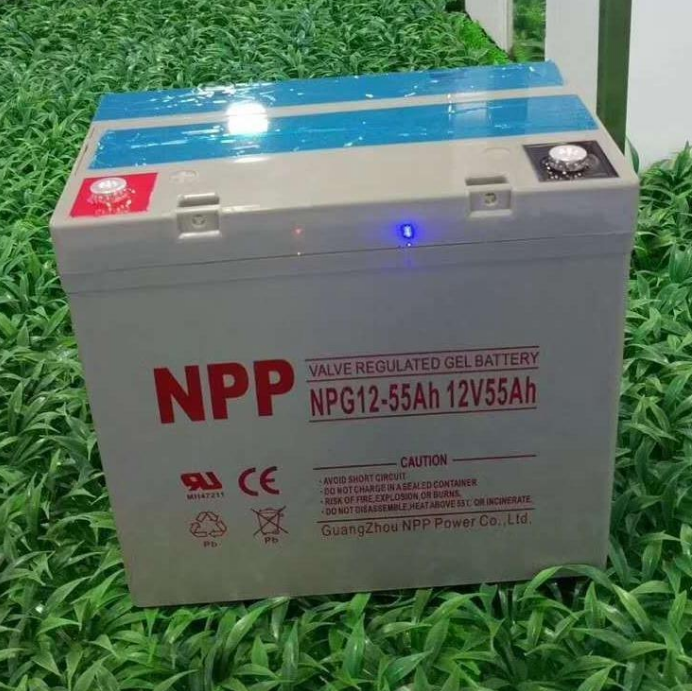 NPP
VALVE REGULATED GEL BATTERY
NPG12-55Ah 12V55Ah
CAUTION
· AVOID SHORT CIRCUIT.
· DO NOT CHARGE IN A SEALED CONTAINER.
· RISK OF FIRE,EXPLOSION,OR BURNS.
· DO NOT DISASSEMBLE,HEAT ABOVE 55℃ OR INCINERATE.
GuangZhou NPP Power Co.,Ltd.
MH47211
CE
Pb
Pb